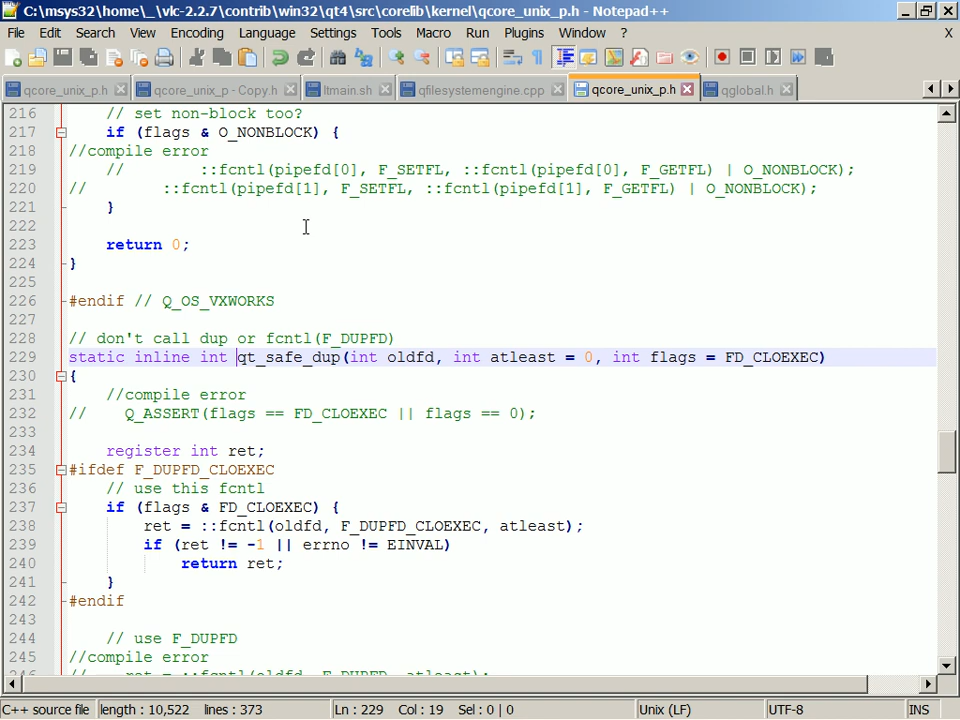 C:\msys32\home\_\vlc-2.2.7\contrib\win32\qt4\src\corelib\kernel\qcore_unix_p.h - Notepad++
File Edit Search View Encoding Language Settings Tools Macro Run Plugins Window ? X
qcore_unix_p.h qcore_unix_p - Copy.h ltmain.sh qfilesystemengine.cpp qcore_unix_p.h qglobal.h
216 // set non-block too?
217 if (flags & O_NONBLOCK) {
218 //compile error
219 // ::fcntl(pipefd[0], F_SETFL, ::fcntl(pipefd[0], F_GETFL) | O_NONBLOCK);
220 // ::fcntl(pipefd[1], F_SETFL, ::fcntl(pipefd[1], F_GETFL) | O_NONBLOCK);
221 }
222
223 return 0;
224 }
225
226 #endif // Q_OS_VXWORKS
227
228 // don't call dup or fcntl(F_DUPFD)
229 static inline int qt_safe_dup(int oldfd, int atleast = 0, int flags = FD_CLOEXEC)
230 {
231 //compile error
232 // Q_ASSERT(flags == FD_CLOEXEC || flags == 0);
233
234 register int ret;
235 #ifdef F_DUPFD_CLOEXEC
236 // use this fcntl
237 if (flags & FD_CLOEXEC) {
238 ret = ::fcntl(oldfd, F_DUPFD_CLOEXEC, atleast);
239 if (ret != -1 || errno != EINVAL)
240 return ret;
241 }
242 #endif
243
244 // use F_DUPFD
245 //compile error
246 // ret = ::fcntl(oldfd, F_DUPFD, atleast);
C++ source file length : 10,522 lines : 373 Ln : 229 Col : 19 Sel : 0 | 0 Unix (LF) UTF-8 INS